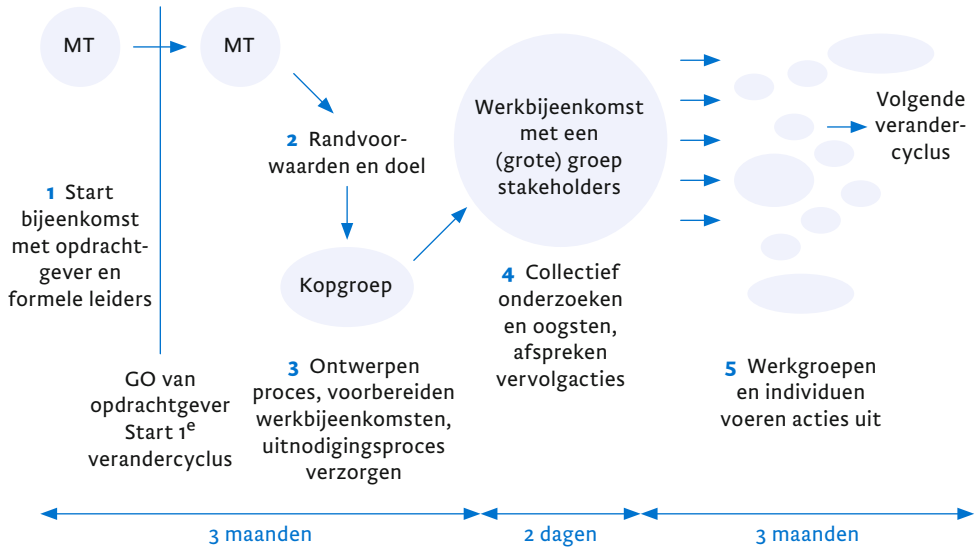 MT
MT
1 Start
bijeenkomst
met opdracht-
gever en
formele leiders
GO van
opdrachtgever
Start 1e
verandercyclus
2 Randvoor-
waarden en doel
Kopgroep
3 Ontwerpen
proces, voorbereiden
werkbijeenkomsten,
uitnodigingsproces
verzorgen
Werkbijeenkomst
met een
(grote) groep
stakeholders
4 Collectief
onderzoeken
en oogsten,
afspreken
vervolgacties
Volgende
verander-
cyclus
5 Werkgroepen
en individuen
voeren acties uit
3 maanden
2 dagen
3 maanden